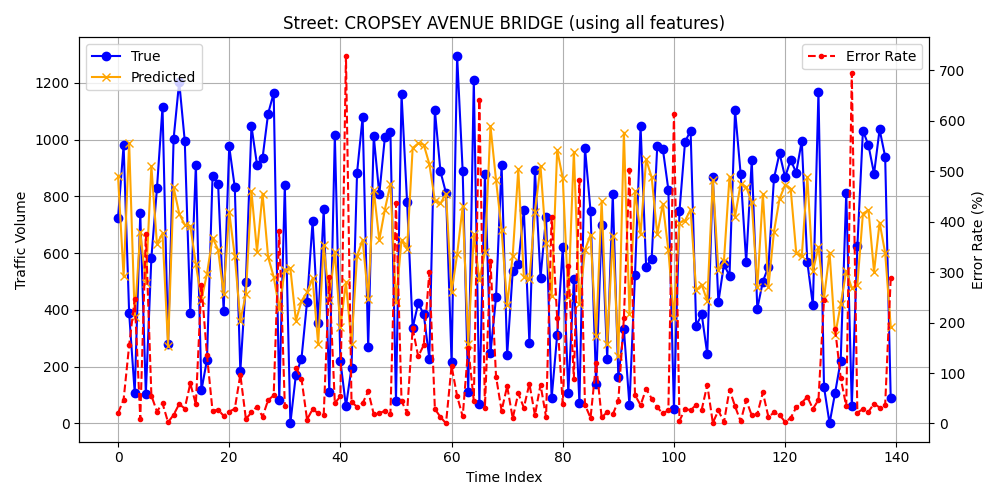 Street: CROPSEY AVENUE BRIDGE (using all features)
True
Predicted
Error Rate
Traffic Volume
1200
1000
800
600
400
200
0
700
600
500
400
300
200
100
0
Error Rate (%)
0 20 40 60 80 100 120 140
Time Index